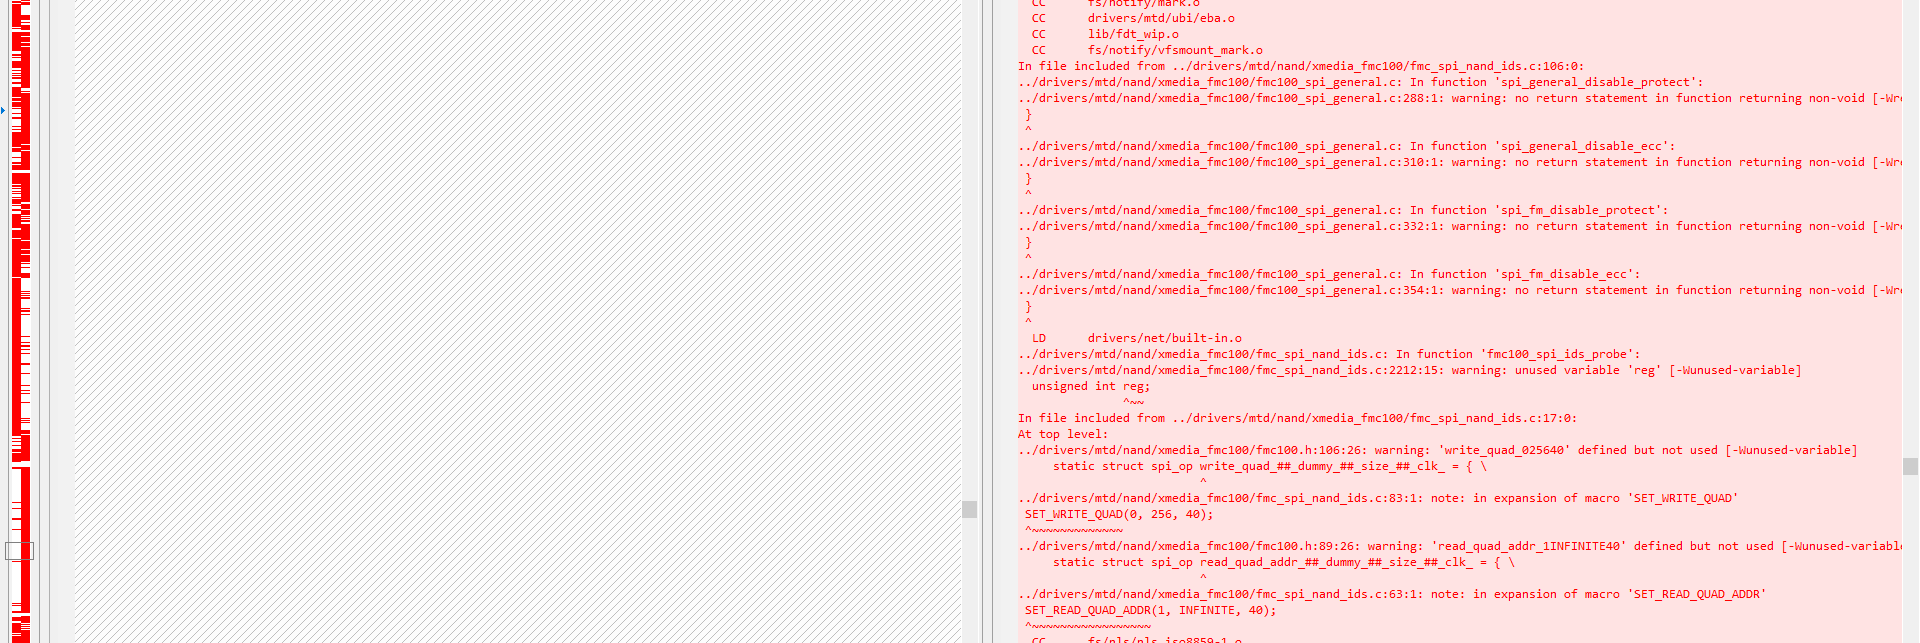 CC      fs/notify/mark.o
CC      drivers/mtd/ubi/eba.o
CC      lib/fdt_wip.o
CC      fs/notify/vfsmount_mark.o
In file included from ../drivers/mtd/nand/xmedia_fmc100/fmc_spi_nand_ids.c:106:0:
../drivers/mtd/nand/xmedia_fmc100/fmc100_spi_general.c: In function 'spi_general_disable_protect':
../drivers/mtd/nand/xmedia_fmc100/fmc100_spi_general.c:288:1: warning: no return statement in function returning non-void [-Wre
}
^
../drivers/mtd/nand/xmedia_fmc100/fmc100_spi_general.c: In function 'spi_general_disable_ecc':
../drivers/mtd/nand/xmedia_fmc100/fmc100_spi_general.c:310:1: warning: no return statement in function returning non-void [-Wre
}
^
../drivers/mtd/nand/xmedia_fmc100/fmc100_spi_general.c: In function 'spi_fm_disable_protect':
../drivers/mtd/nand/xmedia_fmc100/fmc100_spi_general.c:332:1: warning: no return statement in function returning non-void [-Wre
}
^
../drivers/mtd/nand/xmedia_fmc100/fmc100_spi_general.c: In function 'spi_fm_disable_ecc':
../drivers/mtd/nand/xmedia_fmc100/fmc100_spi_general.c:354:1: warning: no return statement in function returning non-void [-Wre
}
^
LD      drivers/net/built-in.o
../drivers/mtd/nand/xmedia_fmc100/fmc_spi_nand_ids.c: In function 'fmc100_spi_ids_probe':
../drivers/mtd/nand/xmedia_fmc100/fmc_spi_nand_ids.c:2212:15: warning: unused variable 'reg' [-Wunused-variable]
unsigned int reg;
^~~
In file included from ../drivers/mtd/nand/xmedia_fmc100/fmc_spi_nand_ids.c:17:0:
At top level:
../drivers/mtd/nand/xmedia_fmc100/fmc100.h:106:26: warning: 'write_quad_025640' defined but not used [-Wunused-variable]
static struct spi_op write_quad_##_dummy_##_size_##_clk_ = { \
^
../drivers/mtd/nand/xmedia_fmc100/fmc_spi_nand_ids.c:83:1: note: in expansion of macro 'SET_WRITE_QUAD'
SET_WRITE_QUAD(0, 256, 40);
^~~~~~~~~~~~~~
../drivers/mtd/nand/xmedia_fmc100/fmc100.h:89:26: warning: 'read_quad_addr_1INFINITE40' defined but not used [-Wunused-variable
static struct spi_op read_quad_addr_##_dummy_##_size_##_clk_ = { \
^
../drivers/mtd/nand/xmedia_fmc100/fmc_spi_nand_ids.c:63:1: note: in expansion of macro 'SET_READ_QUAD_ADDR'
SET_READ_QUAD_ADDR(1, INFINITE, 40);
^~~~~~~~~~~~~~~~~~
CC      fs/nls/nls_iso8859-1.o